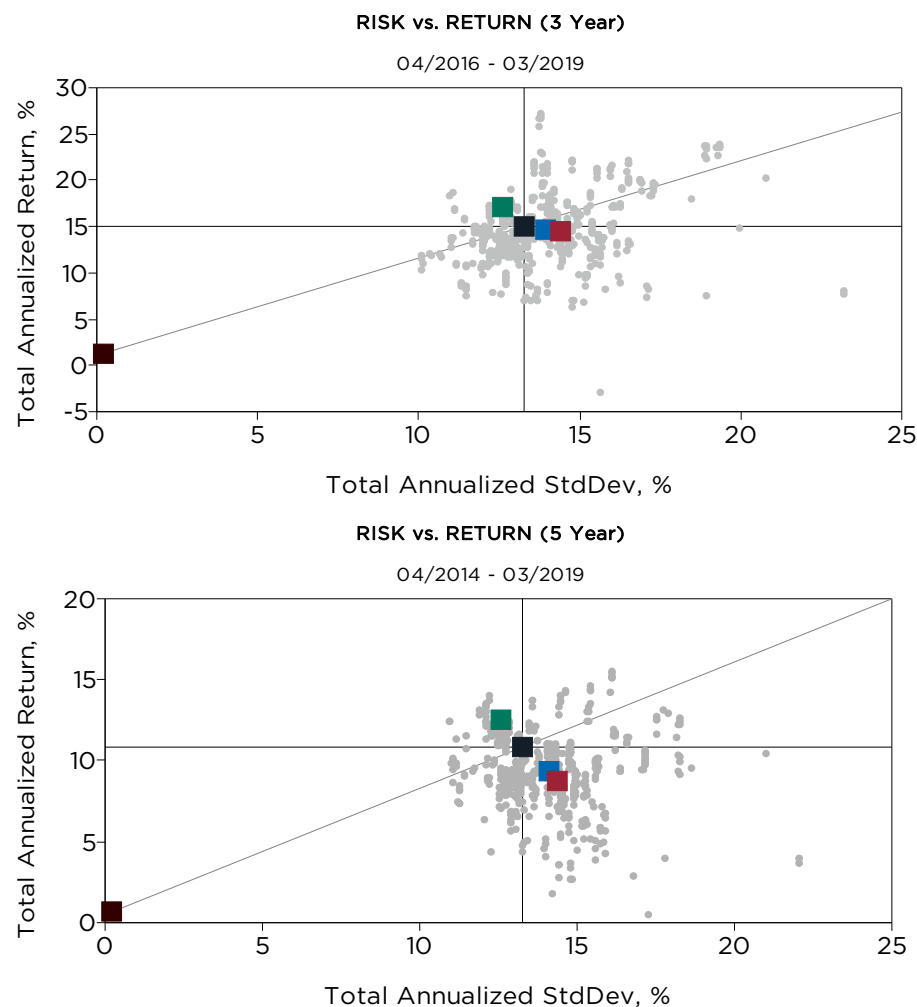 RISK vs. RETURN (3 Year)
04/2016 - 03/2019
Total Annualized Return, %
30
25
20
15
10
5
0
-5
0 5 10 15 20 25
Total Annualized StdDev, %
RISK vs. RETURN (5 Year)
04/2014 - 03/2019
Total Annualized Return, %
20
15
10
5
0
0 5 10 15 20 25
Total Annualized StdDev, %